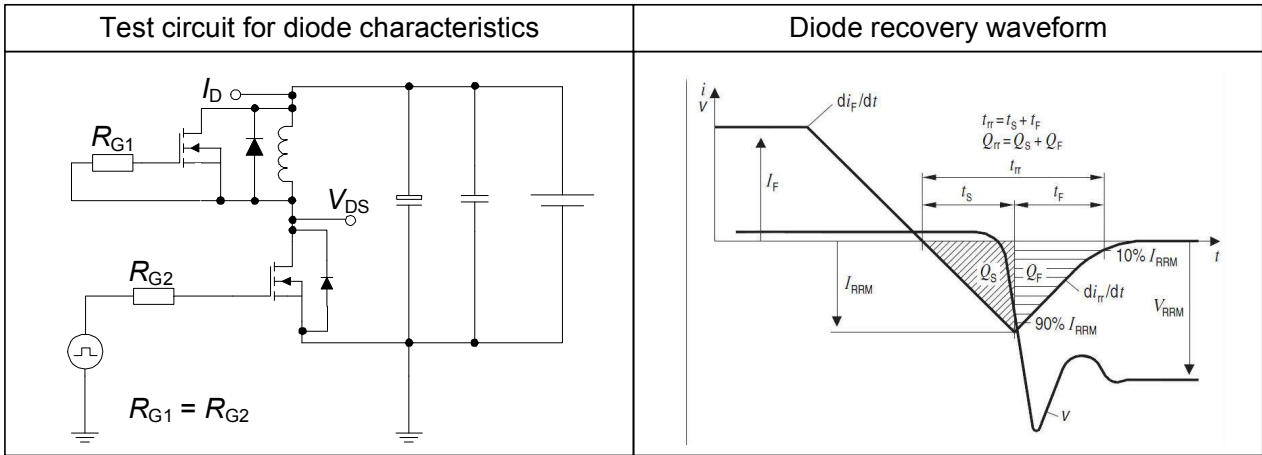 Test circuit for diode characteristics
Diode recovery waveform
I_D
R_G1
V_DS
R_G2
R_G1 = R_G2
i
v
di_F/dt
t_rr = t_S + t_F
Q_rr = Q_S + Q_F
t_rr
t_S
t_F
I_F
Q_S
Q_F
10% I_RRM
t
I_RRM
di_rr/dt
V_RRM
90% I_RRM
v